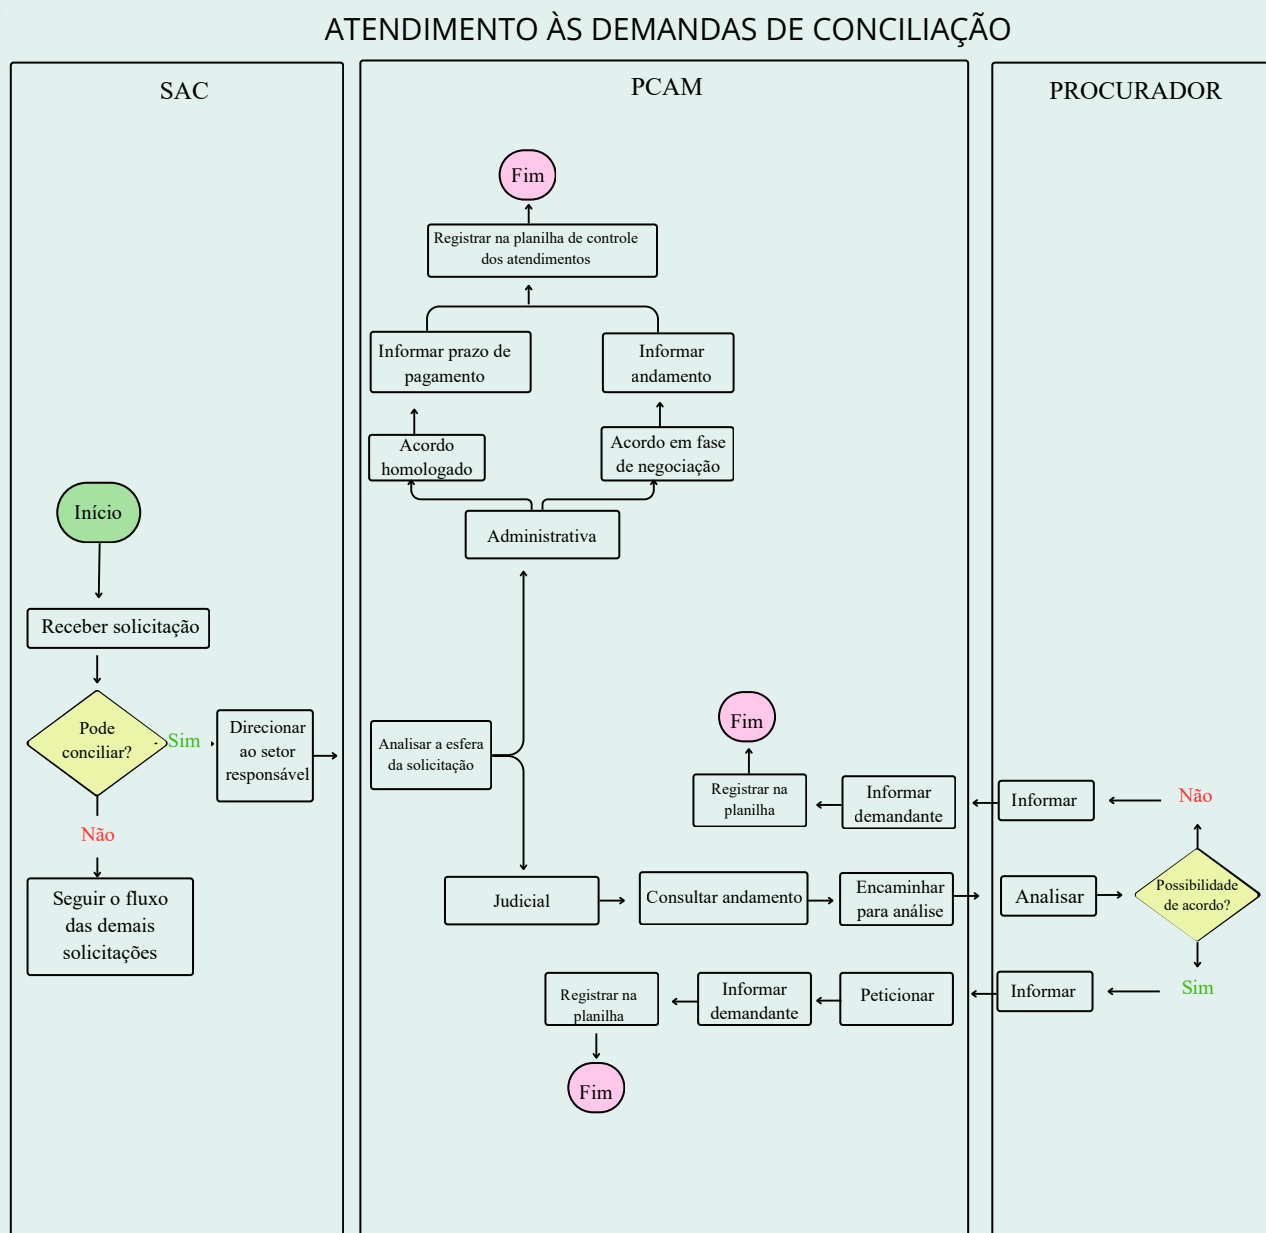 ATENDIMENTO ÀS DEMANDAS DE CONCILIAÇÃO
SAC
Início
Receber solicitação
Pode
conciliar?
Sim
Direcionar
ao setor
responsável
Não
Seguir o fluxo
das demais
solicitações
PCAM
Fim
Registrar na planilha de controle
dos atendimentos
Informar prazo de
pagamento
Informar
andamento
Acordo
homologado
Acordo em fase
de negociação
Administrativa
Analisar a esfera
da solicitação
Fim
Registrar na
planilha
Informar
demandante
Judicial
Consultar andamento
Encaminhar
para análise
Registrar na
planilha
Informar
demandante
Peticionar
Fim
PROCURADOR
Informar
Não
Analisar
Possibilidade
de acordo?
Informar
Sim